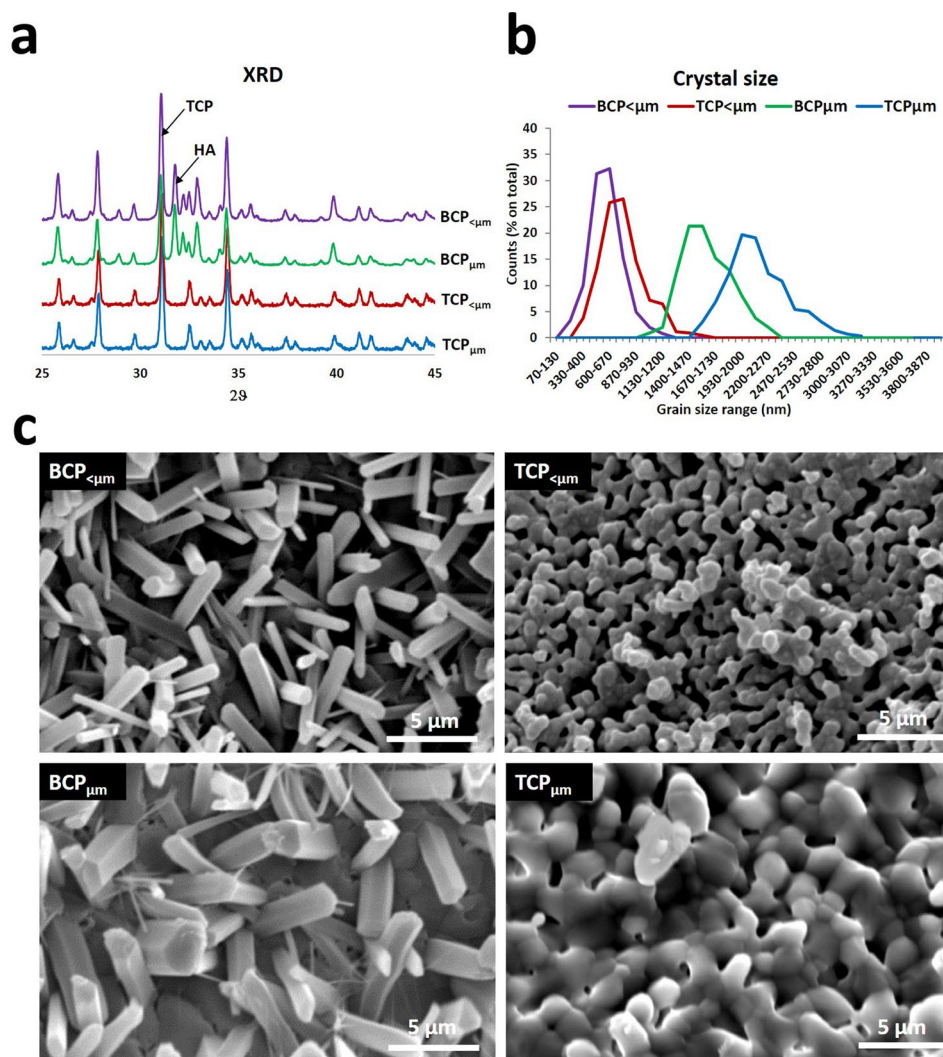 a
XRD
TCP
HA
BCP<μm
BCPμm
TCP<μm
TCPμm
25 30 35 40 45
2ϑ
b
Crystal size
BCP<μm TCP<μm BCPμm TCPμm
Counts (% on total)
40
35
30
25
20
15
10
5
0
70-130
330-400
600-670
870-930
1130-1200
1400-1470
1670-1730
1930-2000
2200-2270
2470-2530
2730-2800
3000-3070
3270-3330
3530-3600
3800-3870
Grain size range (nm)
c
BCP<μm
5 μm
TCP<μm
5 μm
BCPμm
5 μm
TCPμm
5 μm